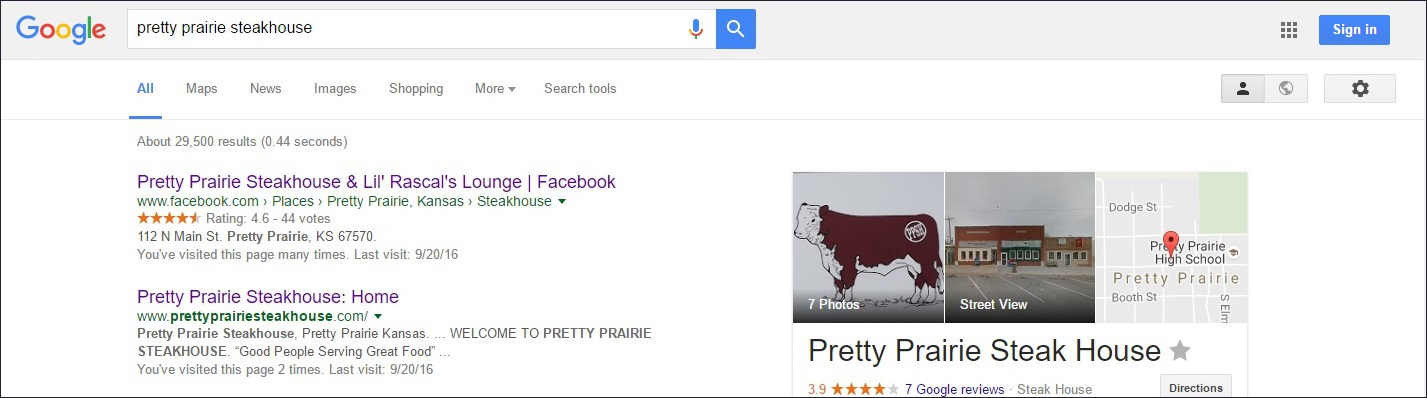 Google
pretty prairie steakhouse
Sign in
All
Maps
News
Images
Shopping
More
Search tools
About 29,500 results (0.44 seconds)
Pretty Prairie Steakhouse & Lil' Rascal's Lounge | Facebook
www.facebook.com › Places › Pretty Prairie, Kansas › Steakhouse
Rating: 4.6 - 44 votes
112 N Main St. Pretty Prairie, KS 67570.
You've visited this page many times. Last visit: 9/20/16
Pretty Prairie Steakhouse: Home
www.prettyprairiesteakhouse.com/
Pretty Prairie Steakhouse, Pretty Prairie Kansas. ... WELCOME TO PRETTY PRAIRIE
STEAKHOUSE. “Good People Serving Great Food” ...
You've visited this page 2 times. Last visit: 9/20/16
PPSH
7 Photos
Street View
Dodge St
Pretty Prairie
High School
Pretty Prairie
Booth St
S Elm
Pretty Prairie Steak House
3.9
7 Google reviews · Steak House
Directions